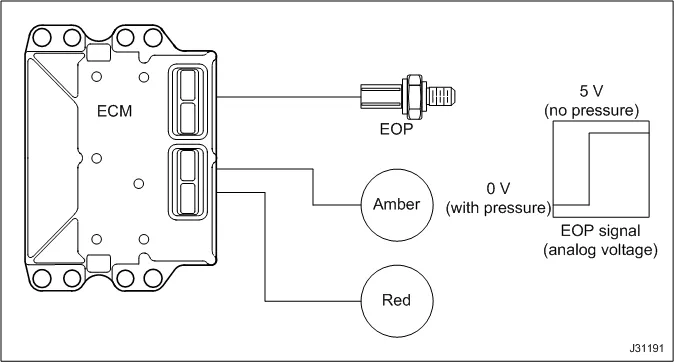 ECM
EOP
Amber
Red
5 V
(no pressure)
0 V
(with pressure)
EOP signal
(analog voltage)
J31191